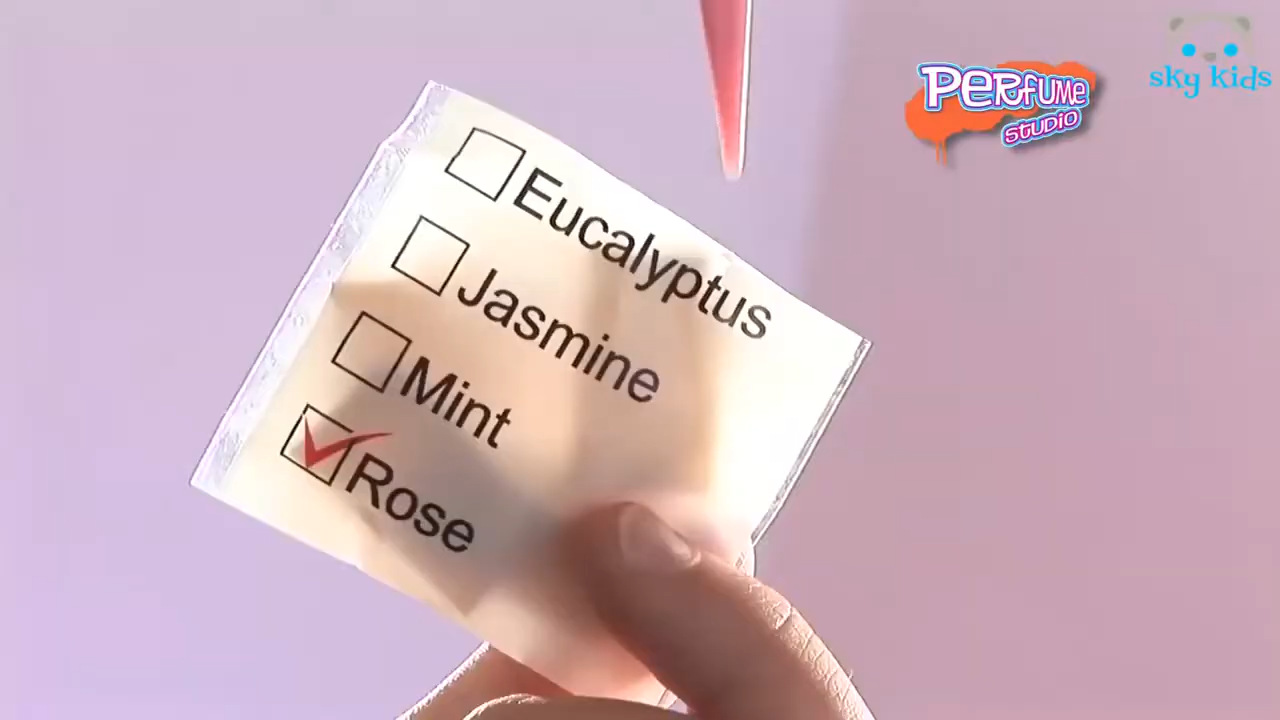 Eucalyptus
Jasmine
Mint
Rose
PERfUME
STUDIO
sky kids